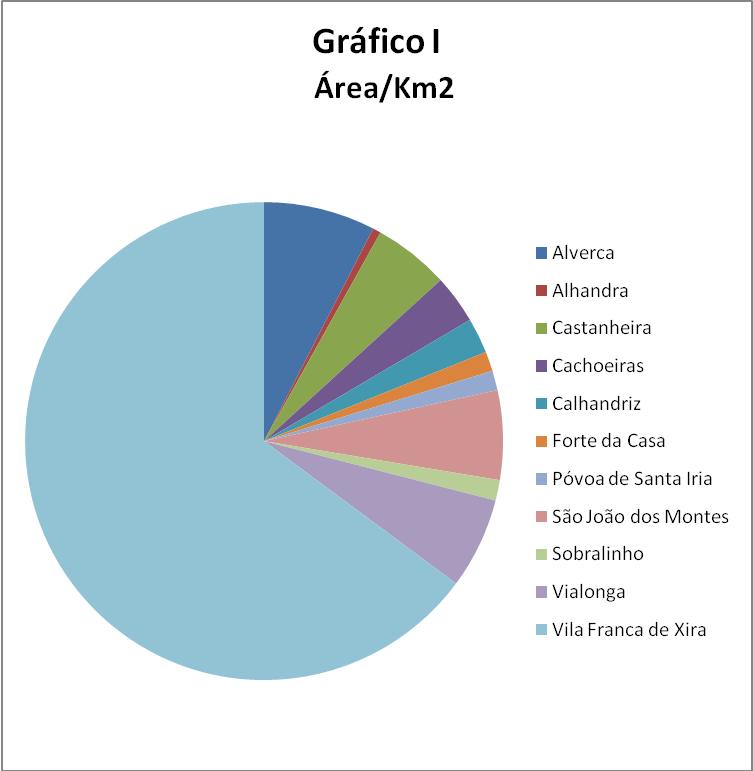 Gráfico I
Área/Km2
Alverca
Alhandra
Castanheira
Cachoeiras
Calhandriz
Forte da Casa
Póvoa de Santa Iria
São João dos Montes
Sobralinho
Vialonga
Vila Franca de Xira